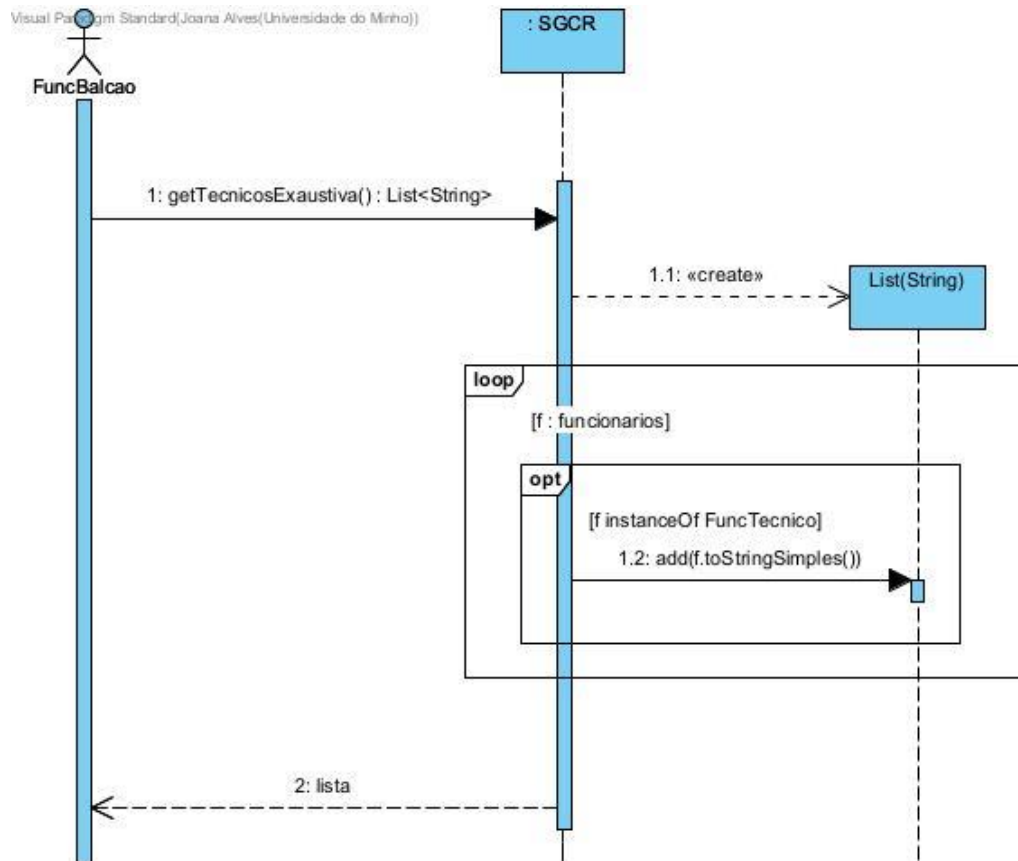 Visual Paradigm Standard(Joana Alves(Universidade do Minho))
: SGCR
FuncBalcao
1: getTecnicosExaustiva() : List<String>
1.1: «create»
List(String)
loop
[f : funcionarios]
opt
[f instanceOf FuncTecnico]
1.2: add(f.toStringSimples())
2: lista